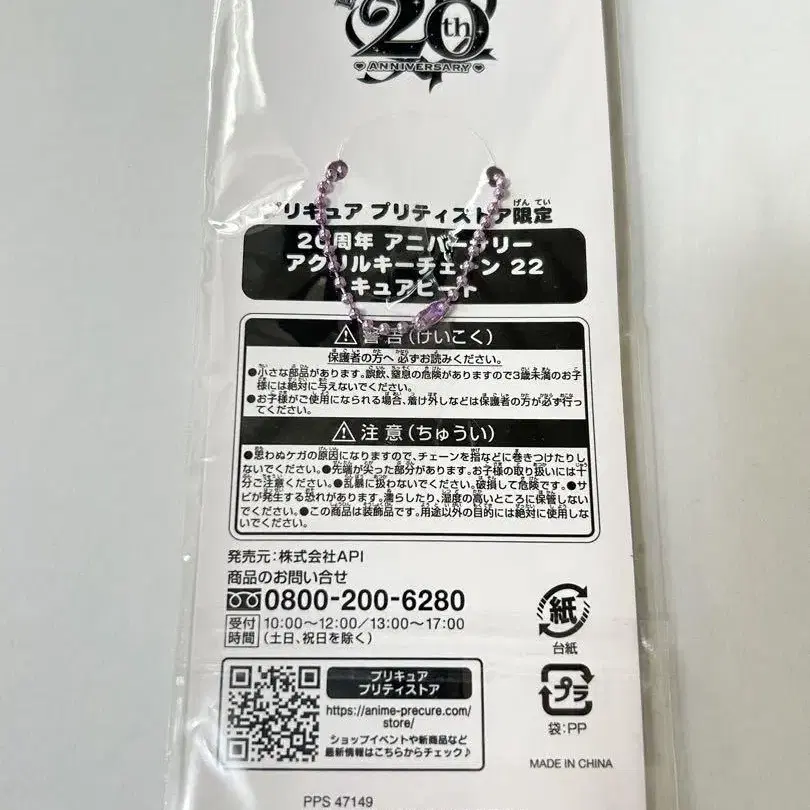 20th
ANNIVERSARY
プリキュア プリティストア限定
げん てい
20周年 アニバーサリー
アクリルキーチェーン 22
キュアビート
警告(けいこく)
保護者の方へ 必ずお読みください。
●小さな部品があります。誤飲、窒息の危険がありますので3歳未満のお子
様には絶対に与えないでください。
●お子様がご使用になられる場合、着け外しなどは保護者の方が必ず行っ
てください。
注意(ちゅうい)
●思わぬケガの原因になりますので、チェーンを指などに巻きつけたりし
ないでください。●先端が尖った部分があります。お子様の取り扱いには十
分ご注意ください。●乱暴に扱わないでください。破損して危険です。●サ
ビが発生する恐れがあります。濡らしたり、湿度の高いところに保管しない
でください。●この商品は装飾品です。用途以外の目的には絶対に使用しな
いでください。
発売元:株式会社API
商品のお問い合せ
0800-200-6280
受付時間 10:00~12:00/13:00~17:00
(土日、祝日を除く)
プリキュア
プリティストア
https://anime-precure.com/
store/
ショップイベントや新商品など
最新情報はこちらからチェック♪
紙
台紙
プラ
袋:PP
MADE IN CHINA
PPS 47149